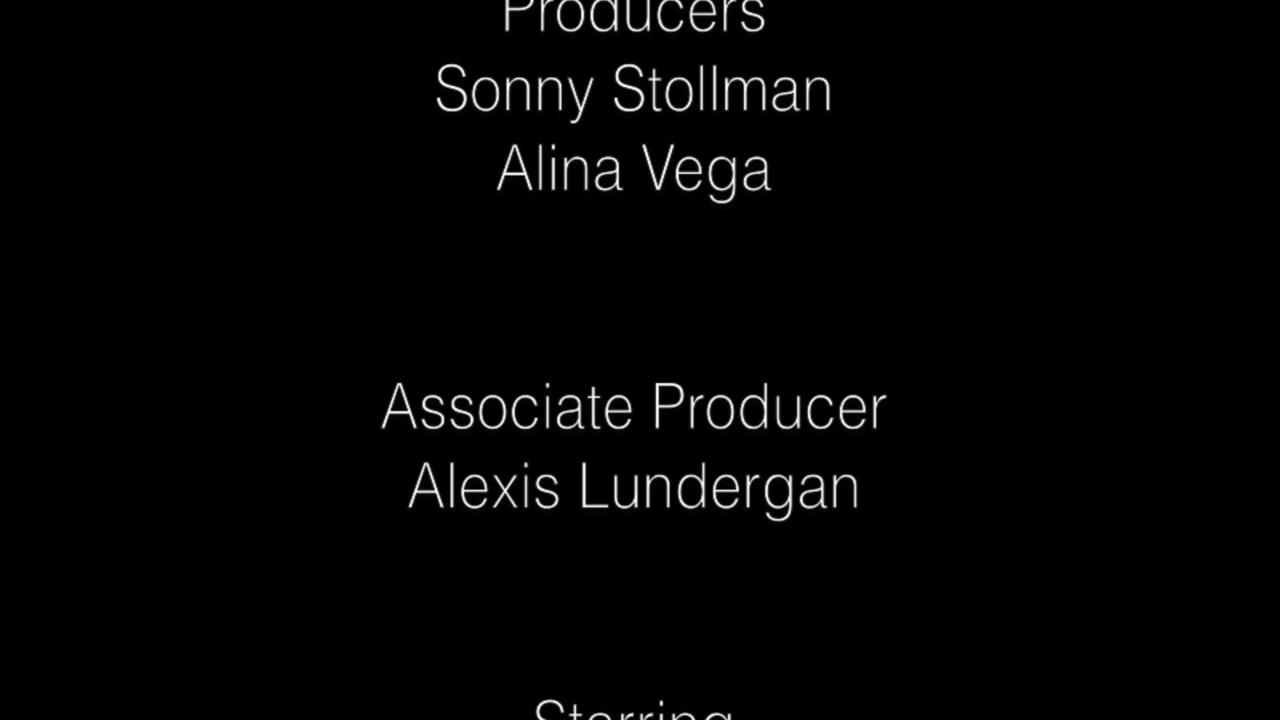 Producers
Sonny Stollman
Alina Vega
Associate Producer
Alexis Lundergan
Starring